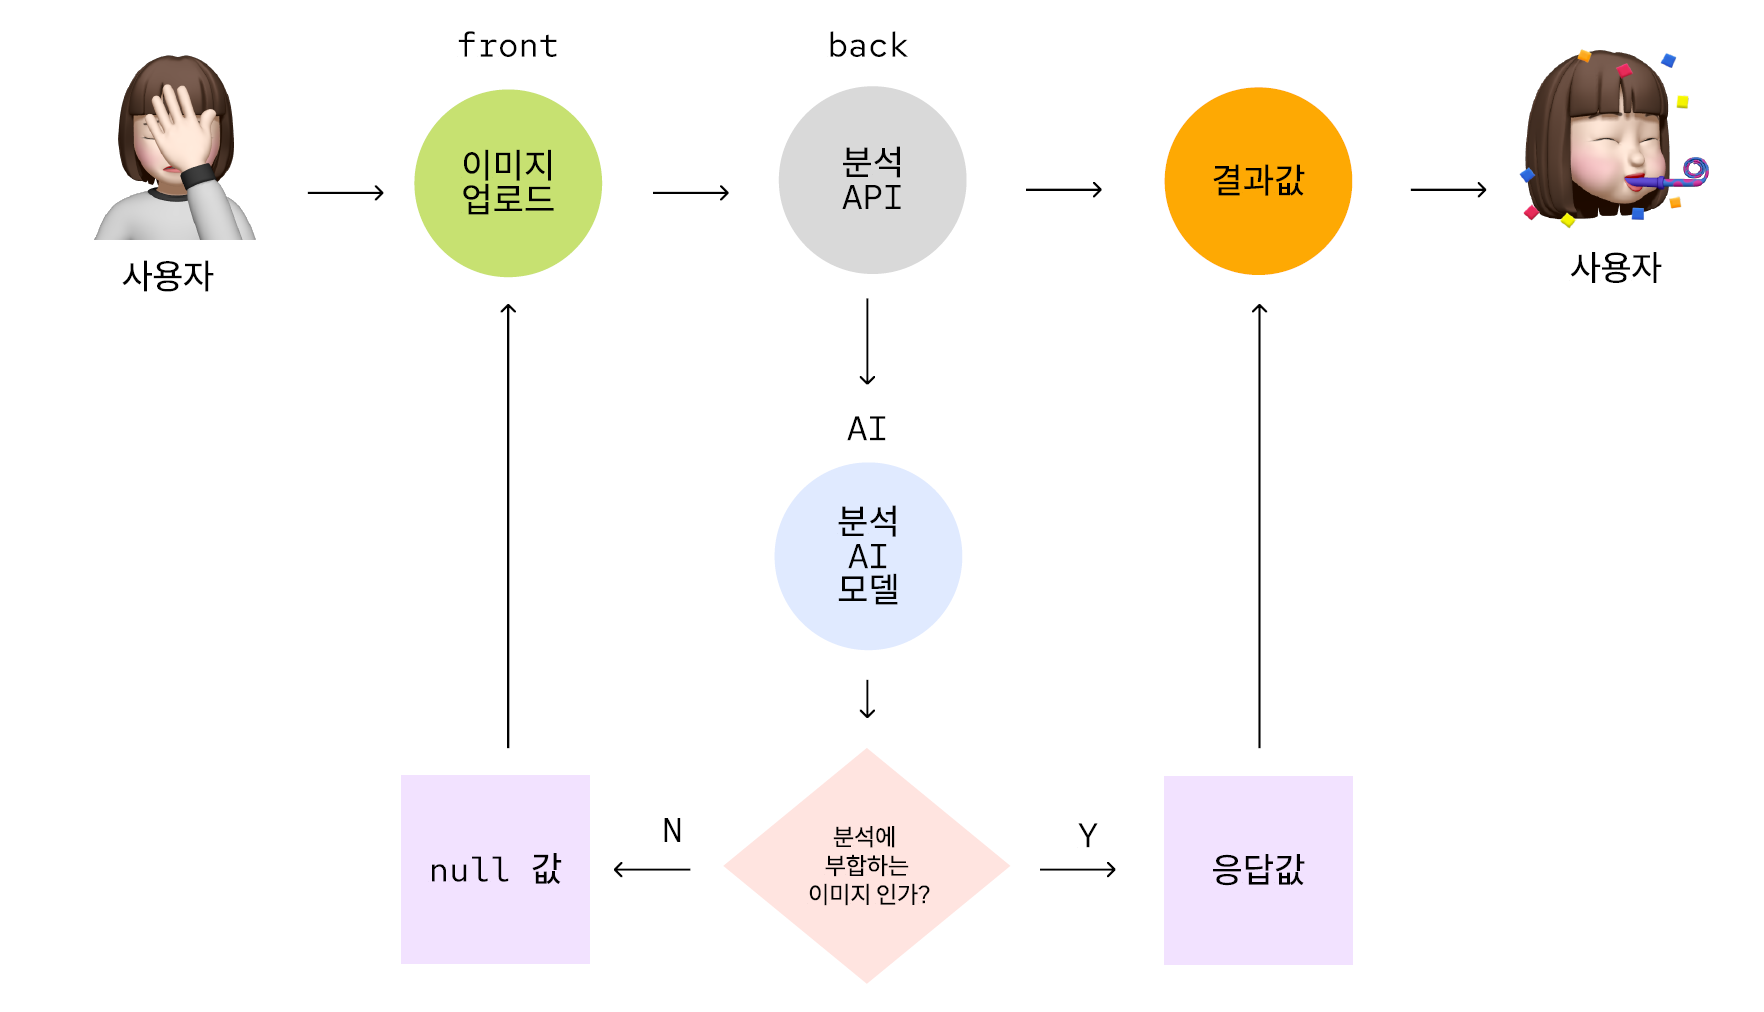 front
back
이미지
업로드
분석
API
결과값
사용자
사용자
AI
분석
AI
모델
null 값
N
분석에
부합하는
이미지 인가?
Y
응답값